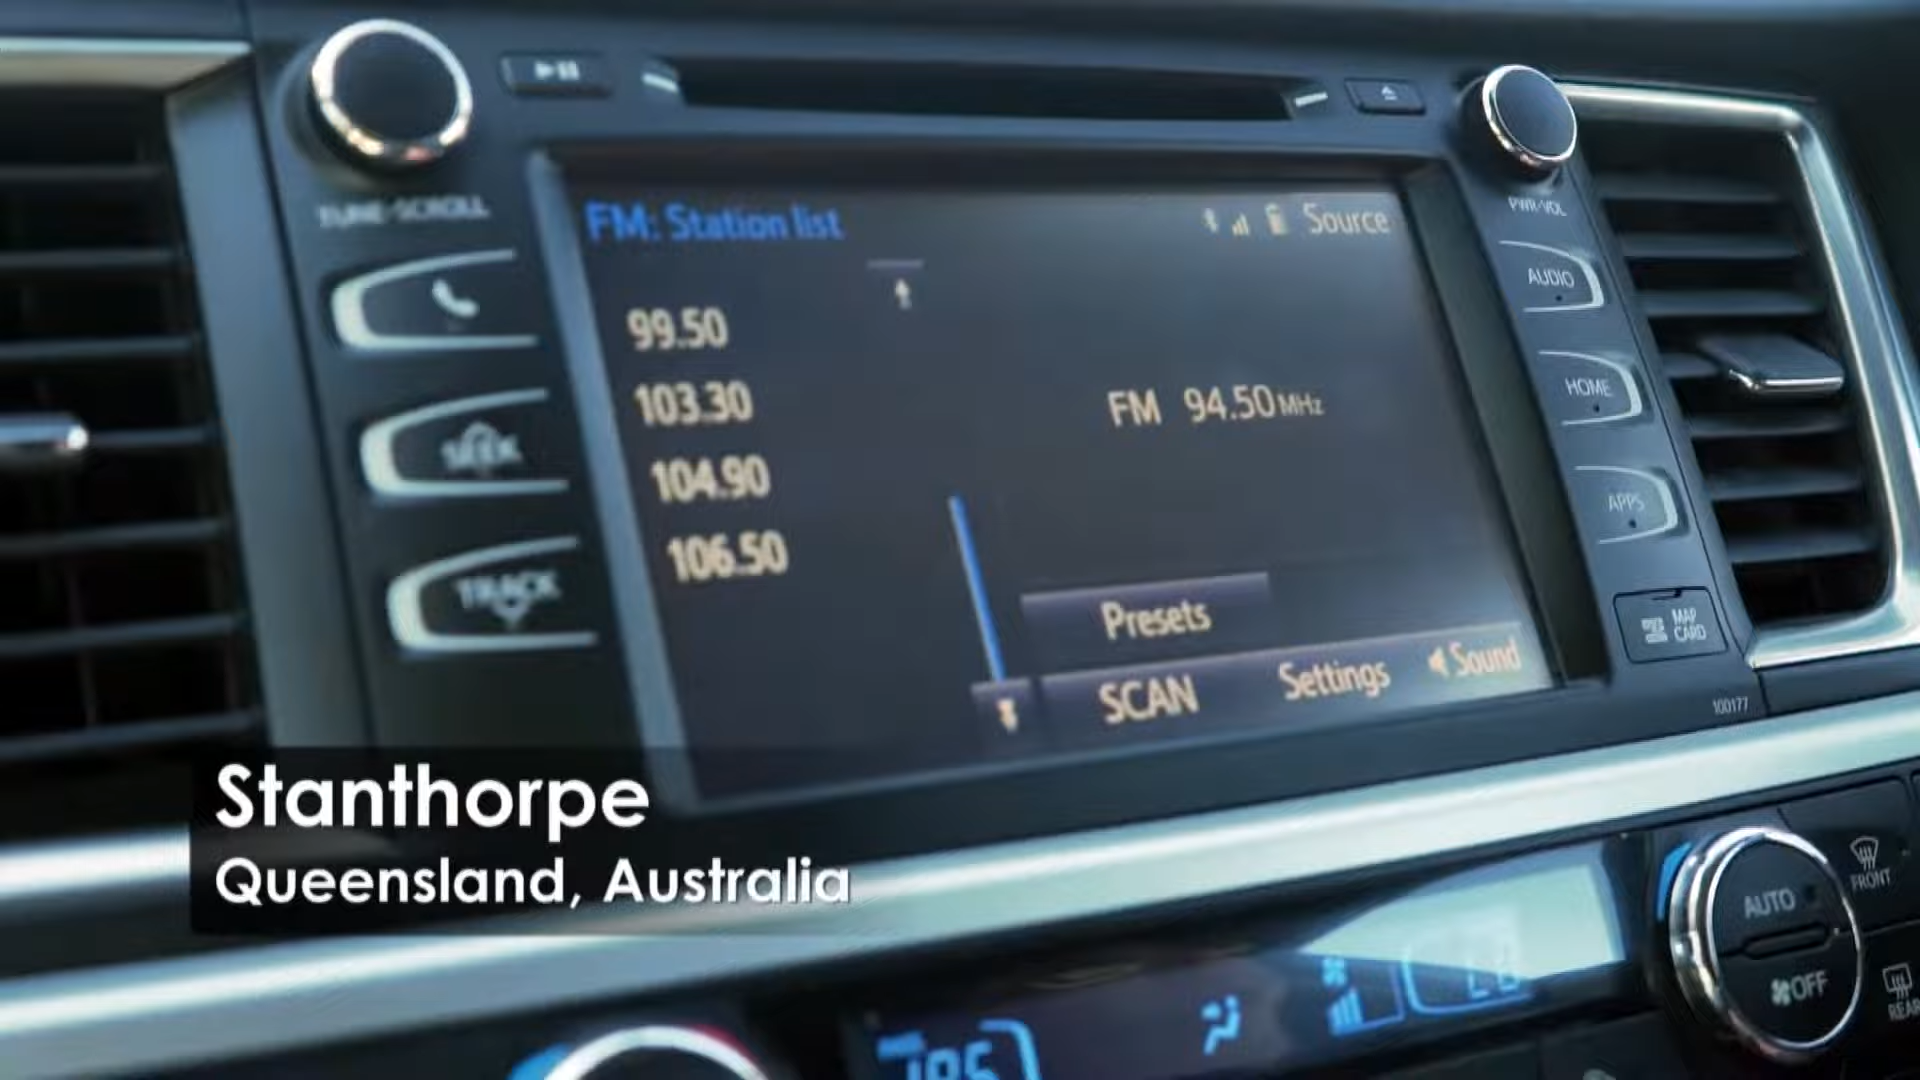 TUNE·SCROLL
PWR·VOL
FM: Station list
Source
AUDIO
99.50
103.30
FM 94.50 MHz
HOME
SEEK
104.90
APPS
106.50
TRACK
Presets
MAP
CARD
SCAN
Settings
Sound
100177
Stanthorpe
Queensland, Australia
AUTO
FRONT
OFF
REAR